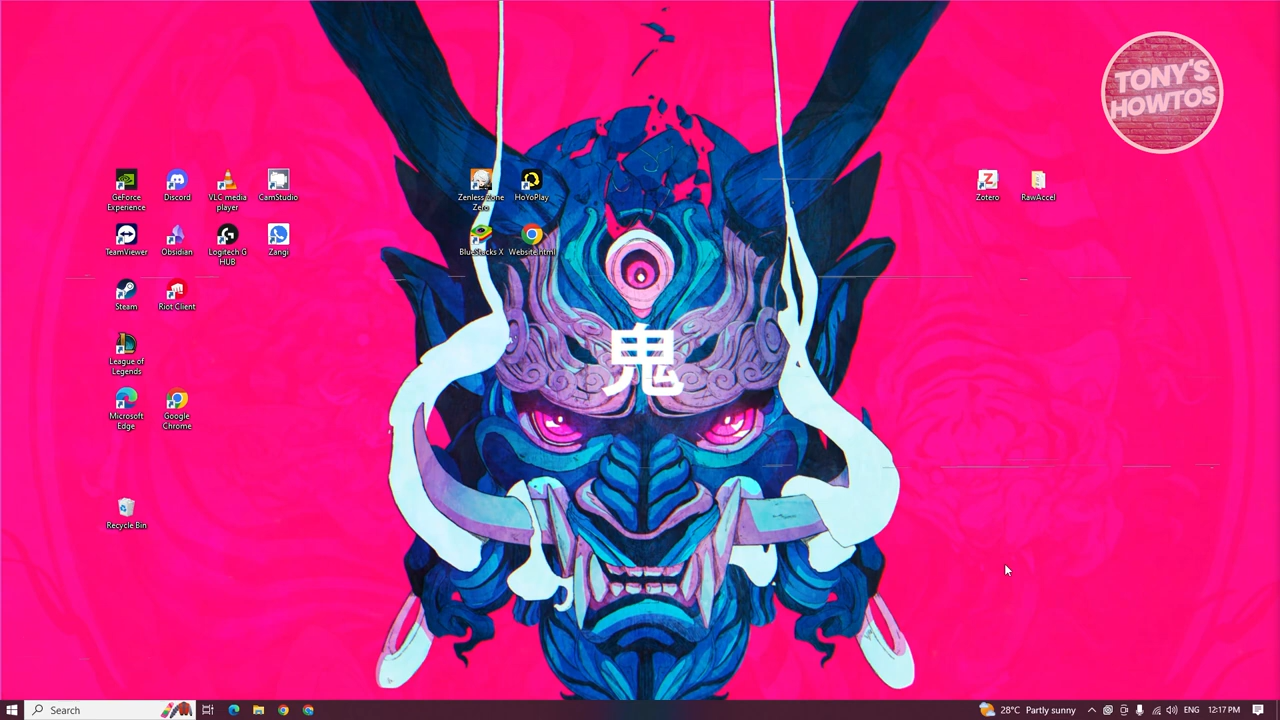 TONY'S
HOWTOS
GeForce
Experience
Discord
VLC media
player
CamStudio
Zenless Zone
Zero
HoYoPlay
Zotero
RawAccel
TeamViewer
Obsidian
Logitech G
HUB
Zangi
BlueStacks X
Website.html
Steam
Riot Client
鬼
League of
Legends
Microsoft
Edge
Google
Chrome
Recycle Bin
Search
28°C Partly sunny
ENG
12:17 PM